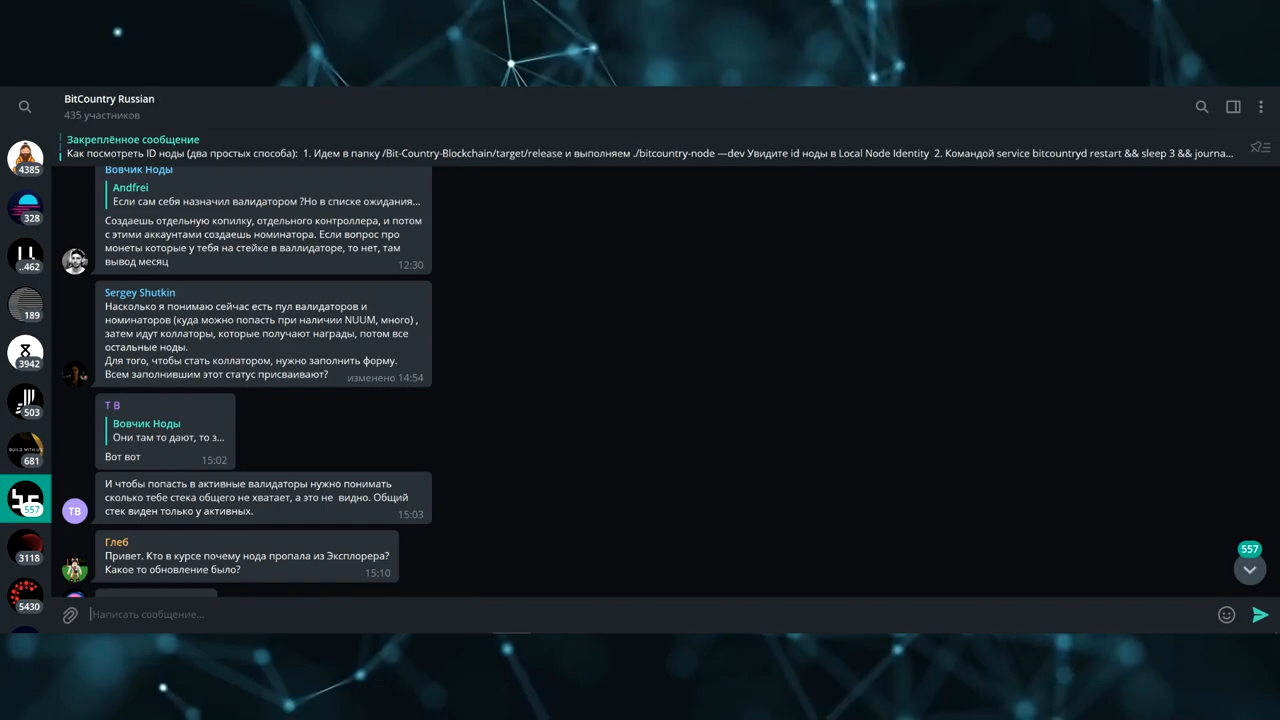 BitCountry Russian
435 участников
Закреплённое сообщение
Как посмотреть ID ноды (два простых способа): 1. Идем в папку /Bit-Country-Blockchain/target/release и выполняем ./bitcountry-node —dev Увидите id ноды в Local Node Identity 2. Командой service bitcountryd restart && sleep 3 && journa...
4385
328
..462
189
3942
503
681
557
3118
5430
Вовчик Ноды
Andfrei
Если сам себя назначил валидатором ?Но в списке ожидания...
Создаешь отдельную копилку, отдельного контроллера, и потом
с этими аккаунтами создаешь номинатора. Если вопрос про
монеты которые у тебя на стейке в валлидаторе, то нет, там
вывод месяц
12:30
Sergey Shutkin
Насколько я понимаю сейчас есть пул валидаторов и
номинаторов (куда можно попасть при наличии NUUM, много) ,
затем идут коллаторы, которые получают награды, потом все
остальные ноды.
Для того, чтобы стать коллатором, нужно заполнить форму.
Всем заполнившим этот статус присваивают?
изменено 14:54
Т В
Вовчик Ноды
Они там то дают, то з...
Вот вот
15:02
И чтобы попасть в активные валидаторы нужно понимать
сколько тебе стека общего не хватает, а это не видно. Общий
стек виден только у активных.
15:03
ТВ
Глеб
Привет. Кто в курсе почему нода пропала из Эксплорера?
Какое то обновление было?
15:10
557
Написать сообщение...